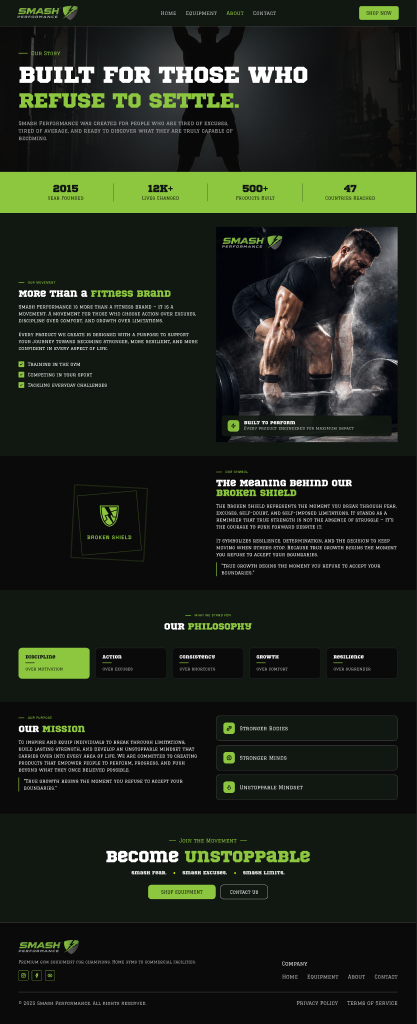 SMASH
PERFORMANCE
Home Equipment About Contact
Shop Now
Our Story
Built for those who
refuse to settle.
Smash Performance was created for people who are tired of excuses,
tired of average, and ready to discover what they are truly capable of
becoming.
2015 12K+ 500+ 47
Year Founded Lives Changed Products Built Countries Reached
Our Movement
More than a Fitness Brand
Smash Performance is more than a fitness brand – it is a
movement. A movement for those who choose action over excuses,
discipline over comfort, and growth over limitations.
Every product we create is designed with a purpose: to support
your journey toward becoming stronger, more resilient, and more
confident in every aspect of life.
Training in the gym
Competing in your sport
Tackling everyday challenges
SMASH
PERFORMANCE
Built to Perform
Every product engineered for maximum impact
BROKEN SHIELD
Our Symbol
The Meaning Behind Our
Broken Shield
The Broken Shield represents the moment you break through fear,
excuses, self-doubt, and self-imposed limitations. It stands as a
reminder that true strength is not the absence of struggle – it's
the courage to push forward despite it.
It symbolizes resilience, determination, and the decision to keep
moving when others stop. Because true growth begins the moment
you refuse to accept your boundaries.
"True growth begins the moment you refuse to accept your
boundaries."
What We Stand For
Our Philosophy
Discipline Action Consistency Growth Resilience
Over Motivation Over Excuses Over Shortcuts Over Comfort Over Surrender
Our Purpose
Our Mission
To inspire and equip individuals to break through limitations,
build lasting strength, and develop an unstoppable mindset that
carries over into every area of life. We are committed to creating
products that empower people to perform, progress, and push
beyond what they once believed possible.
"True growth begins the moment you refuse to accept your
boundaries."
Stronger Bodies
Stronger Minds
Unstoppable Mindset
Join the Movement
Become Unstoppable
Smash Fear. Smash Excuses. Smash Limits.
Shop Equipment Contact Us
SMASH
PERFORMANCE
Premium gym equipment for champions. Home gyms to commercial facilities.
Company
Home Equipment About Contact
© 2025 Smash Performance. All rights reserved.
Privacy Policy Terms of Service